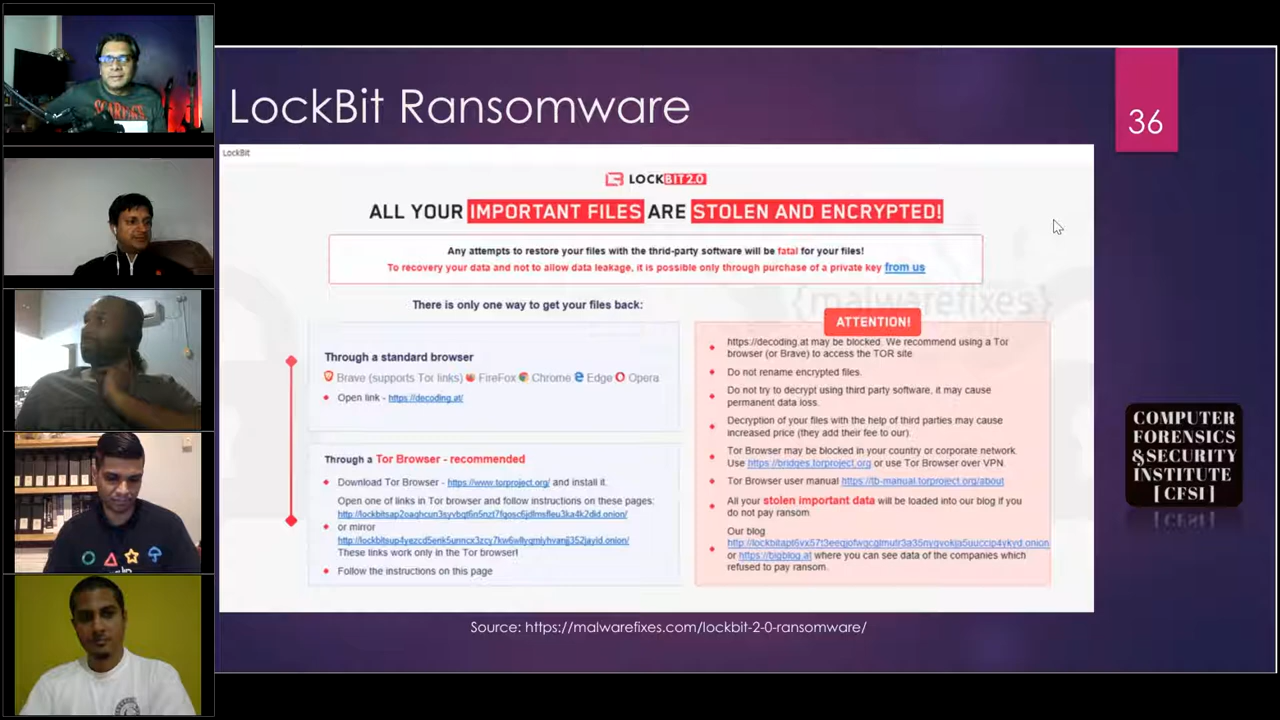 LockBit Ransomware
36
LockBit
LOCKBIT 2.0
ALL YOUR IMPORTANT FILES ARE STOLEN AND ENCRYPTED!
Any attempts to restore your files with the thrid-party software will be fatal for your files!
To recovery your data and not to allow data leakage, it is possible only through purchase of a private key from us
{malwarefixes}
There is only one way to get your files back:
Through a standard browser
Brave (supports Tor links) FireFox Chrome Edge Opera
Open link - https://decoding.at/
Through a Tor Browser - recommended
Download Tor Browser - https://www.torproject.org/ and install it.
Open one of links in Tor browser and follow instructions on these pages:
or mirror
These links work only in the Tor browser!
Follow the instructions on this page
ATTENTION!
https://decoding.at may be blocked. We recommend using a Tor
browser (or Brave) to access the TOR site
Do not rename encrypted files.
Do not try to decrypt using third party software, it may cause
permanent data loss.
Decryption of your files with the help of third parties may cause
increased price (they add their fee to our).
Tor Browser may be blocked in your country or corporate network.
Use https://bridges.torproject.org or use Tor Browser over VPN.
Tor Browser user manual https://tb-manual.torproject.org/about
All your stolen important data will be loaded into our blog if you
do not pay ransom.
Our blog
or https://bigblog.at where you can see data of the companies which
refused to pay ransom.
Source: https://malwarefixes.com/lockbit-2-0-ransomware/
COMPUTER
FORENSICS
&SECURITY
INSTITUTE
[ CFSI ]